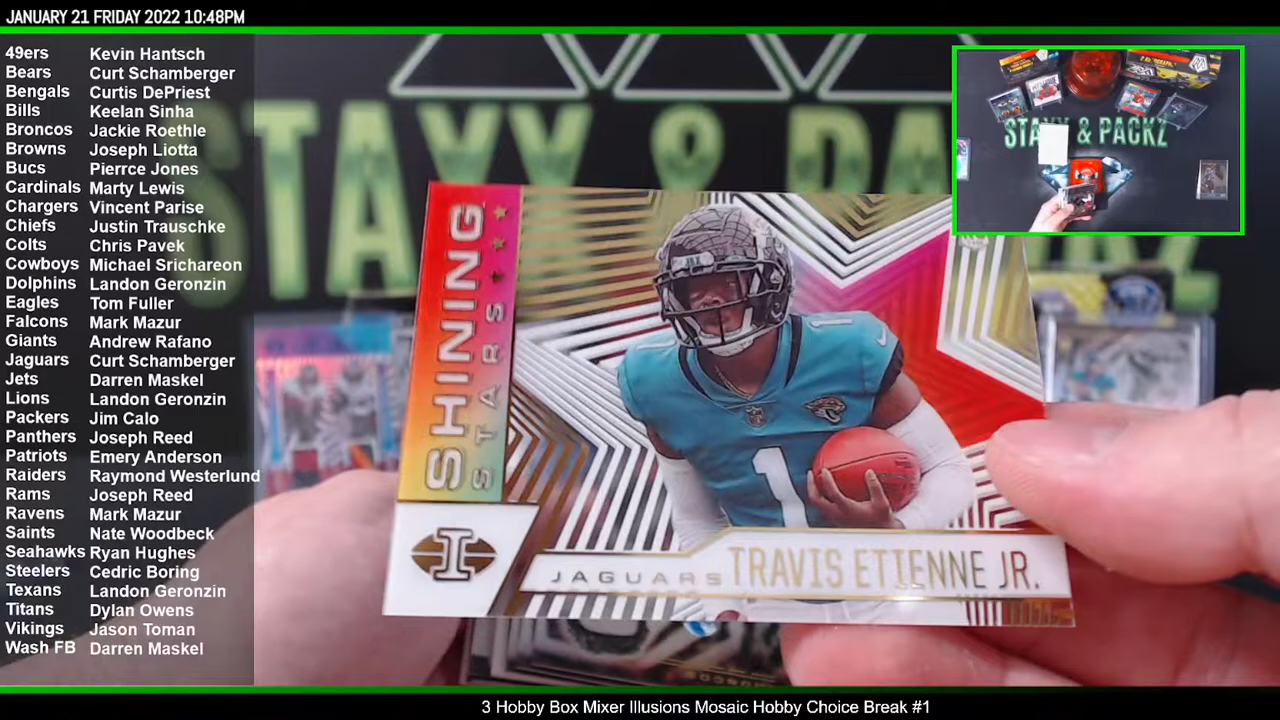 JANUARY 21 FRIDAY 2022 10:48PM
49ers Kevin Hantsch
Bears Curt Schamberger
Bengals Curtis DePriest
Bills Keelan Sinha
Broncos Jackie Roethle
Browns Joseph Liotta
Bucs Pierrce Jones
Cardinals Marty Lewis
Chargers Vincent Parise
Chiefs Justin Trauschke
Colts Chris Pavek
Cowboys Michael Srichareon
Dolphins Landon Geronzin
Eagles Tom Fuller
Falcons Mark Mazur
Giants Andrew Rafano
Jaguars Curt Schamberger
Jets Darren Maskel
Lions Landon Geronzin
Packers Jim Calo
Panthers Joseph Reed
Patriots Emery Anderson
Raiders Raymond Westerlund
Rams Joseph Reed
Ravens Mark Mazur
Saints Nate Woodbeck
Seahawks Ryan Hughes
Steelers Cedric Boring
Texans Landon Geronzin
Titans Dylan Owens
Vikings Jason Toman
Wash FB Darren Maskel
STAXX & PACKZ
SHINING
STARS
1
1
I
JAGUARS TRAVIS ETIENNE JR.
STAXX & PACKZ
3 Hobby Box Mixer Illusions Mosaic Hobby Choice Break #1